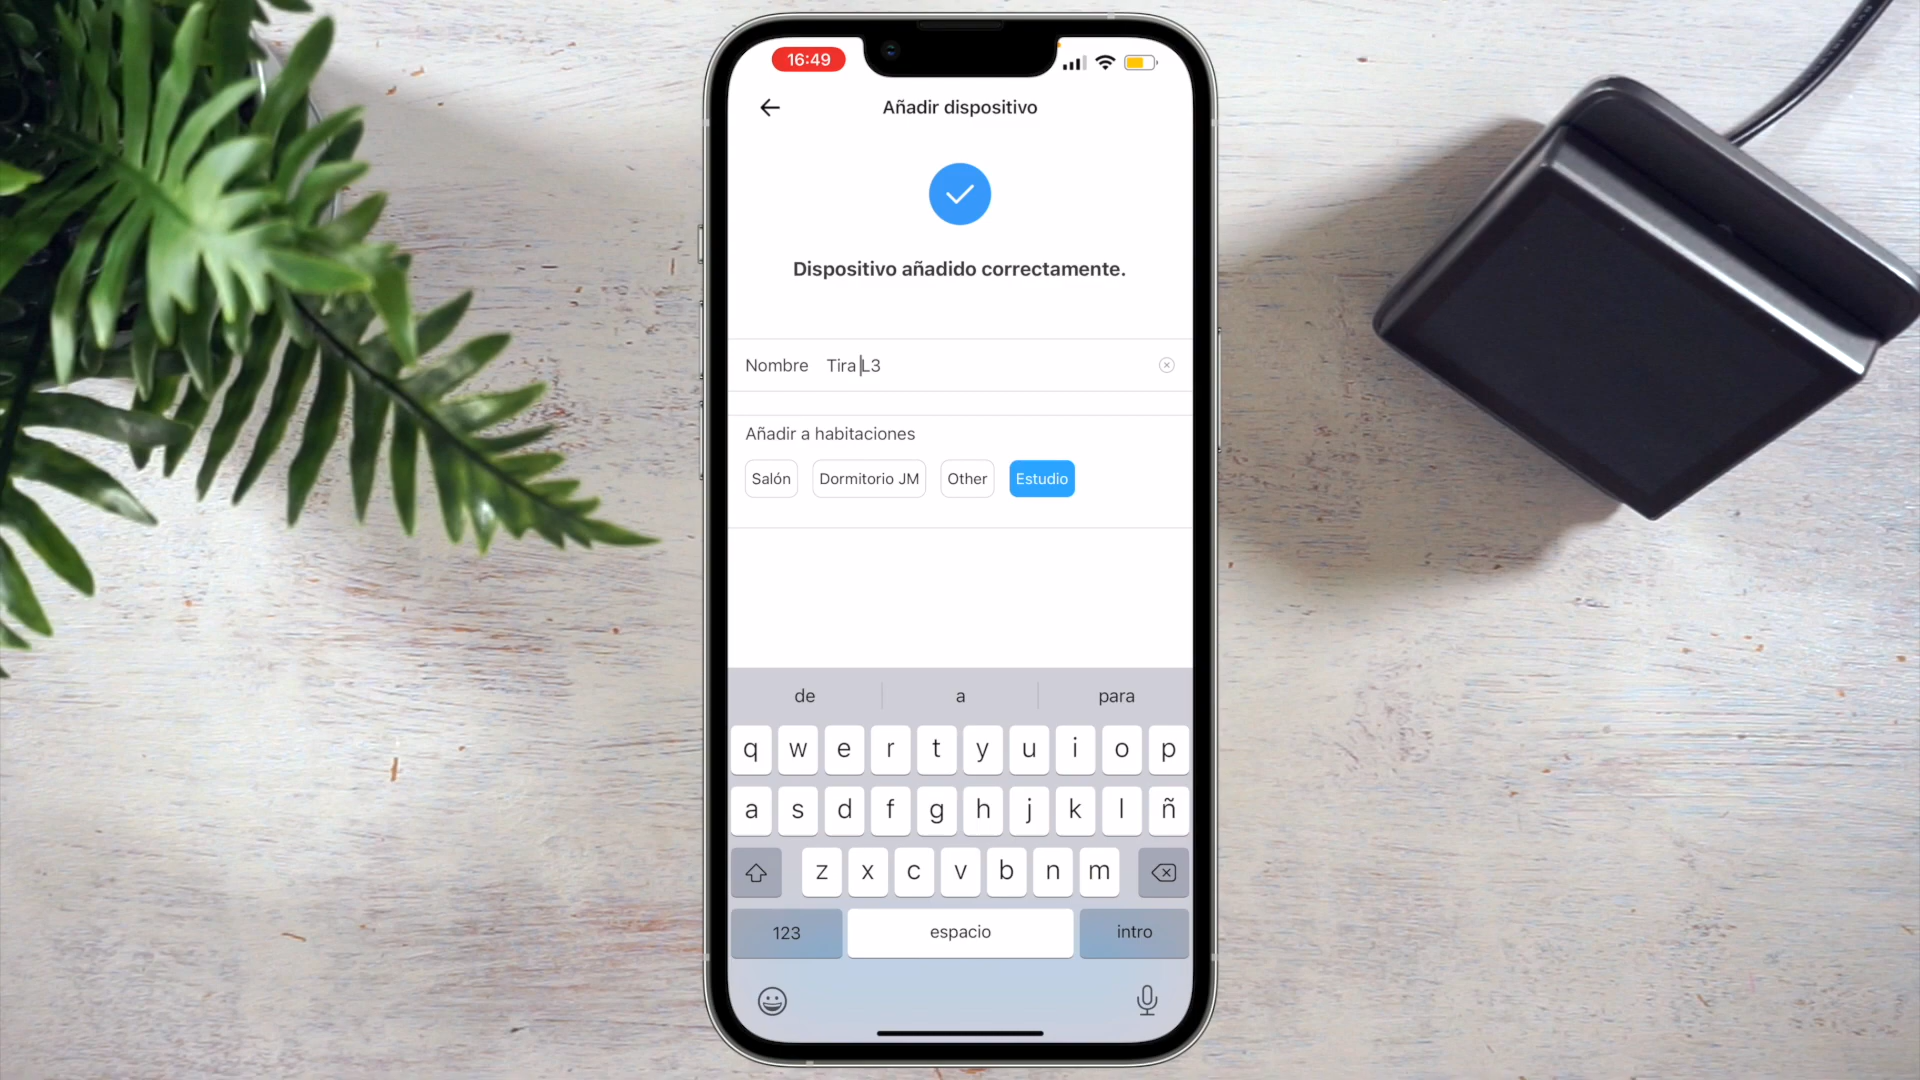 16:49
Añadir dispositivo
Dispositivo añadido correctamente.
Nombre Tira L3
Añadir a habitaciones
Salón Dormitorio JM Other Estudio
de a para
q w e r t y u i o p
a s d f g h j k l ñ
z x c v b n m
123 espacio intro